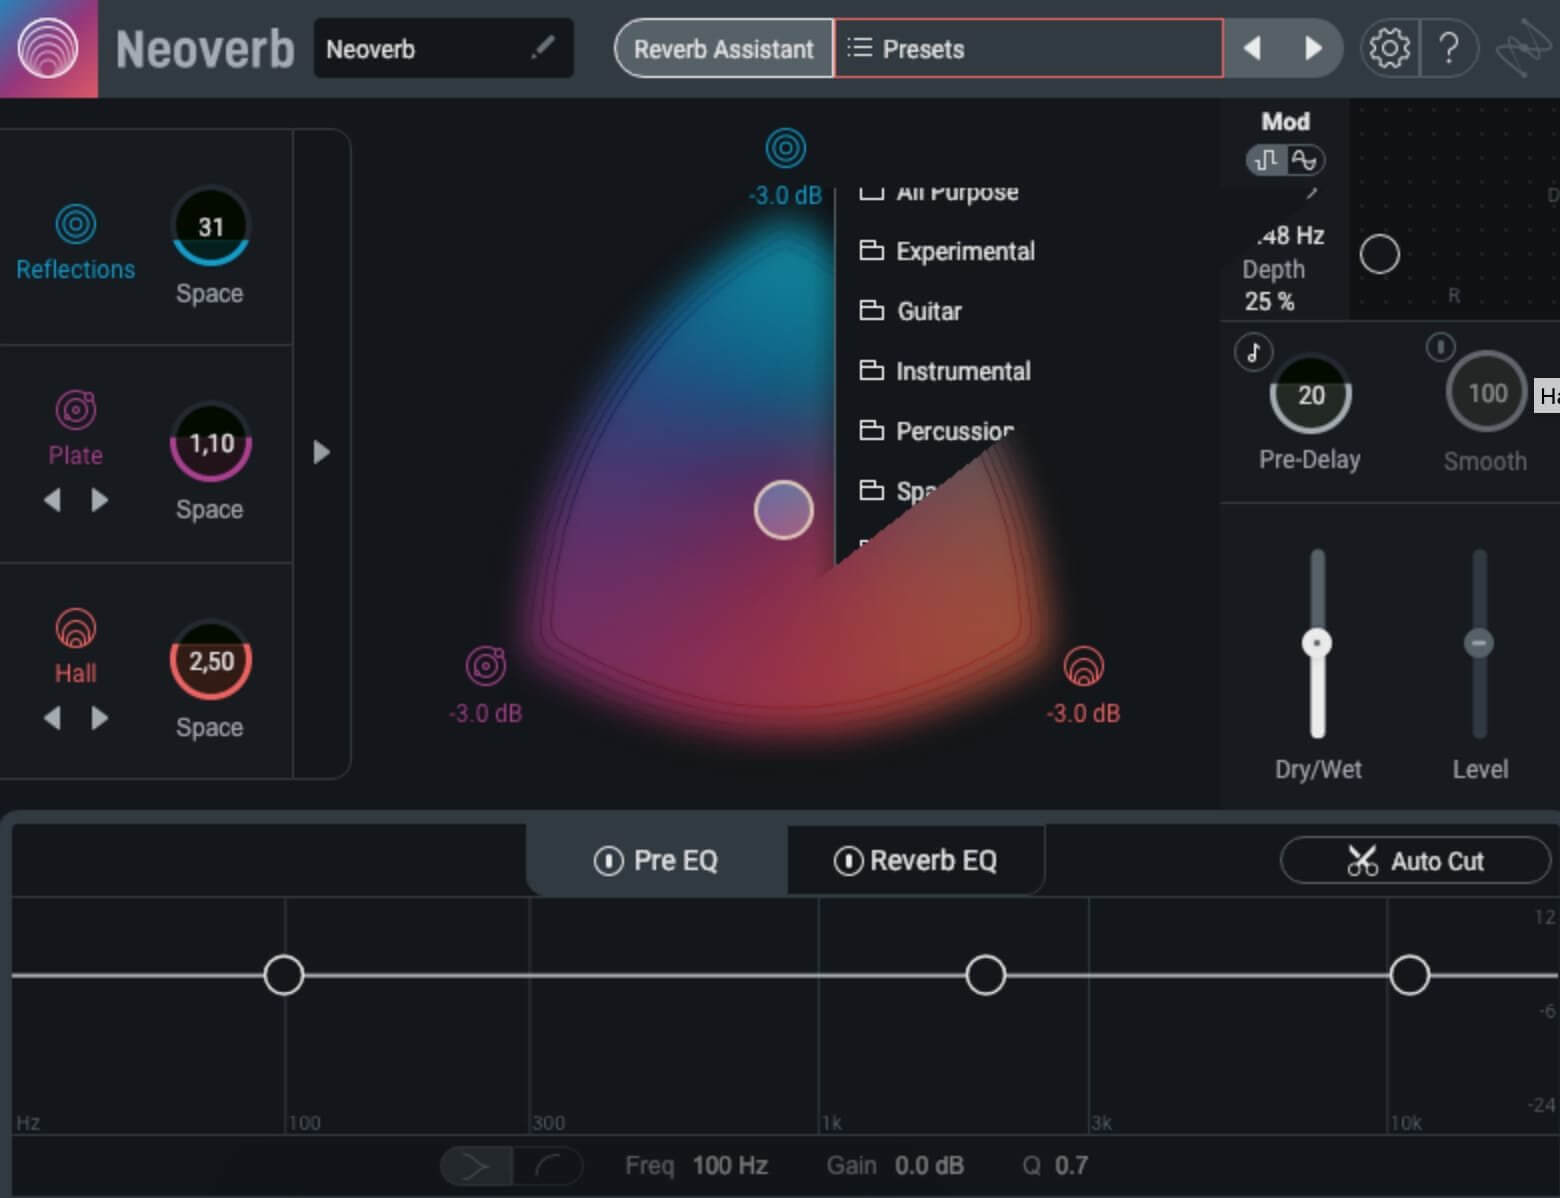 Neoverb
Neoverb
Reverb Assistant
Presets
?
Mod
.48 Hz
Depth
25 %
R
Reflections
31
Space
Plate
1,10
Space
Hall
2,50
Space
-3.0 dB
-3.0 dB
-3.0 dB
All Purpose
Experimental
Guitar
Instrumental
Percussion
20
Pre-Delay
100
Smooth
Dry/Wet
Level
Pre EQ
Reverb EQ
Auto Cut
12
-6
-24
Hz
100
300
1k
3k
10k
Freq 100 Hz
Gain 0.0 dB
Q 0.7